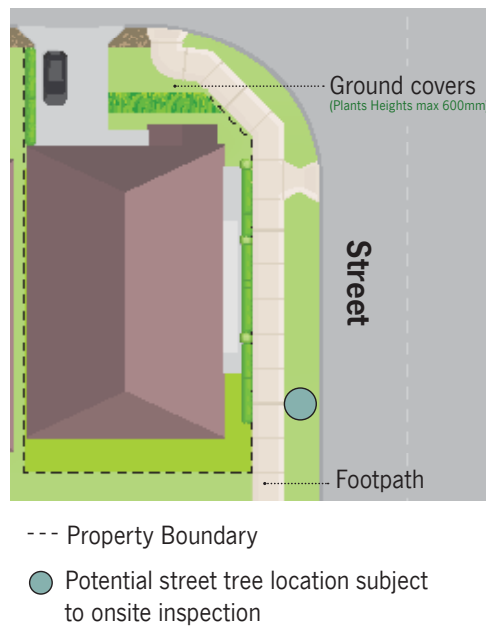 Ground covers
(Plants Heights max 600mm
Street
Footpath
--- Property Boundary
Potential street tree location subject
to onsite inspection